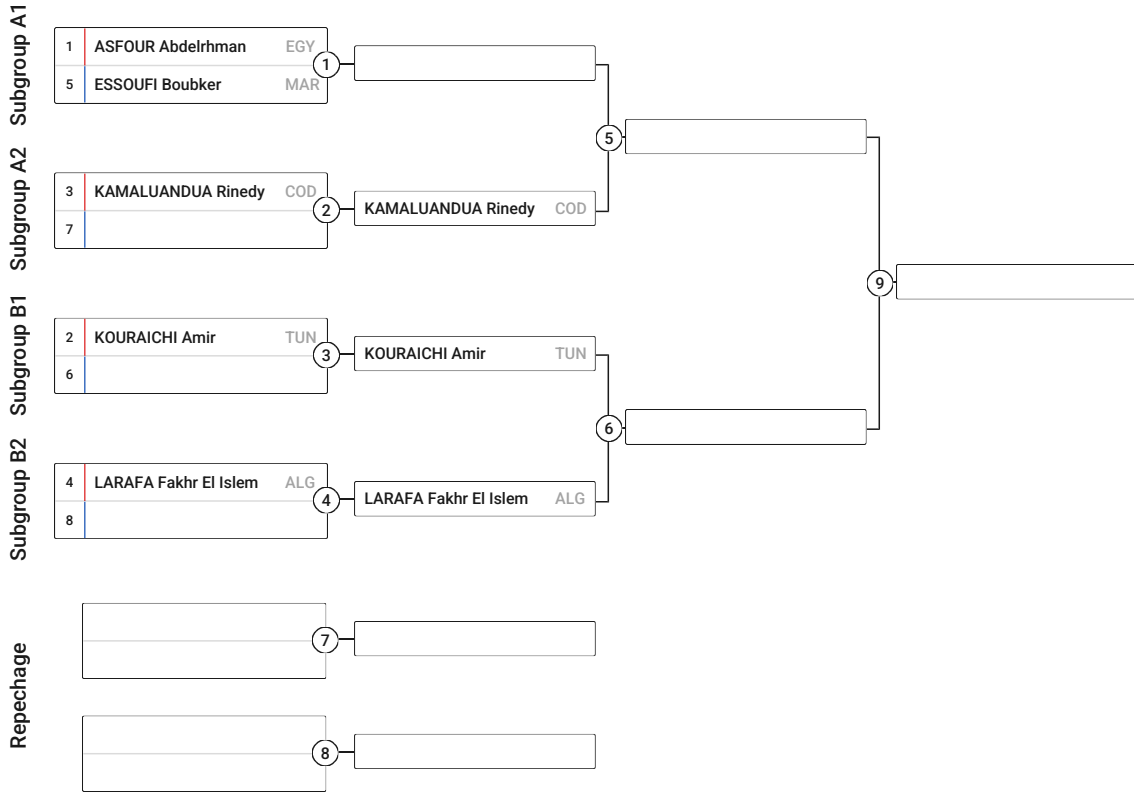 Subgroup A1
1 ASFOUR Abdelrhman EGY
5 ESSOUFI Boubker MAR
1
5
Subgroup A2
3 KAMALUANDUA Rinedy COD
7
2
KAMALUANDUA Rinedy COD
9
Subgroup B1
2 KOURAICHI Amir TUN
6
3
KOURAICHI Amir TUN
6
Subgroup B2
4 LARAFA Fakhr El Islem ALG
8
4
LARAFA Fakhr El Islem ALG
Repechage
7
8